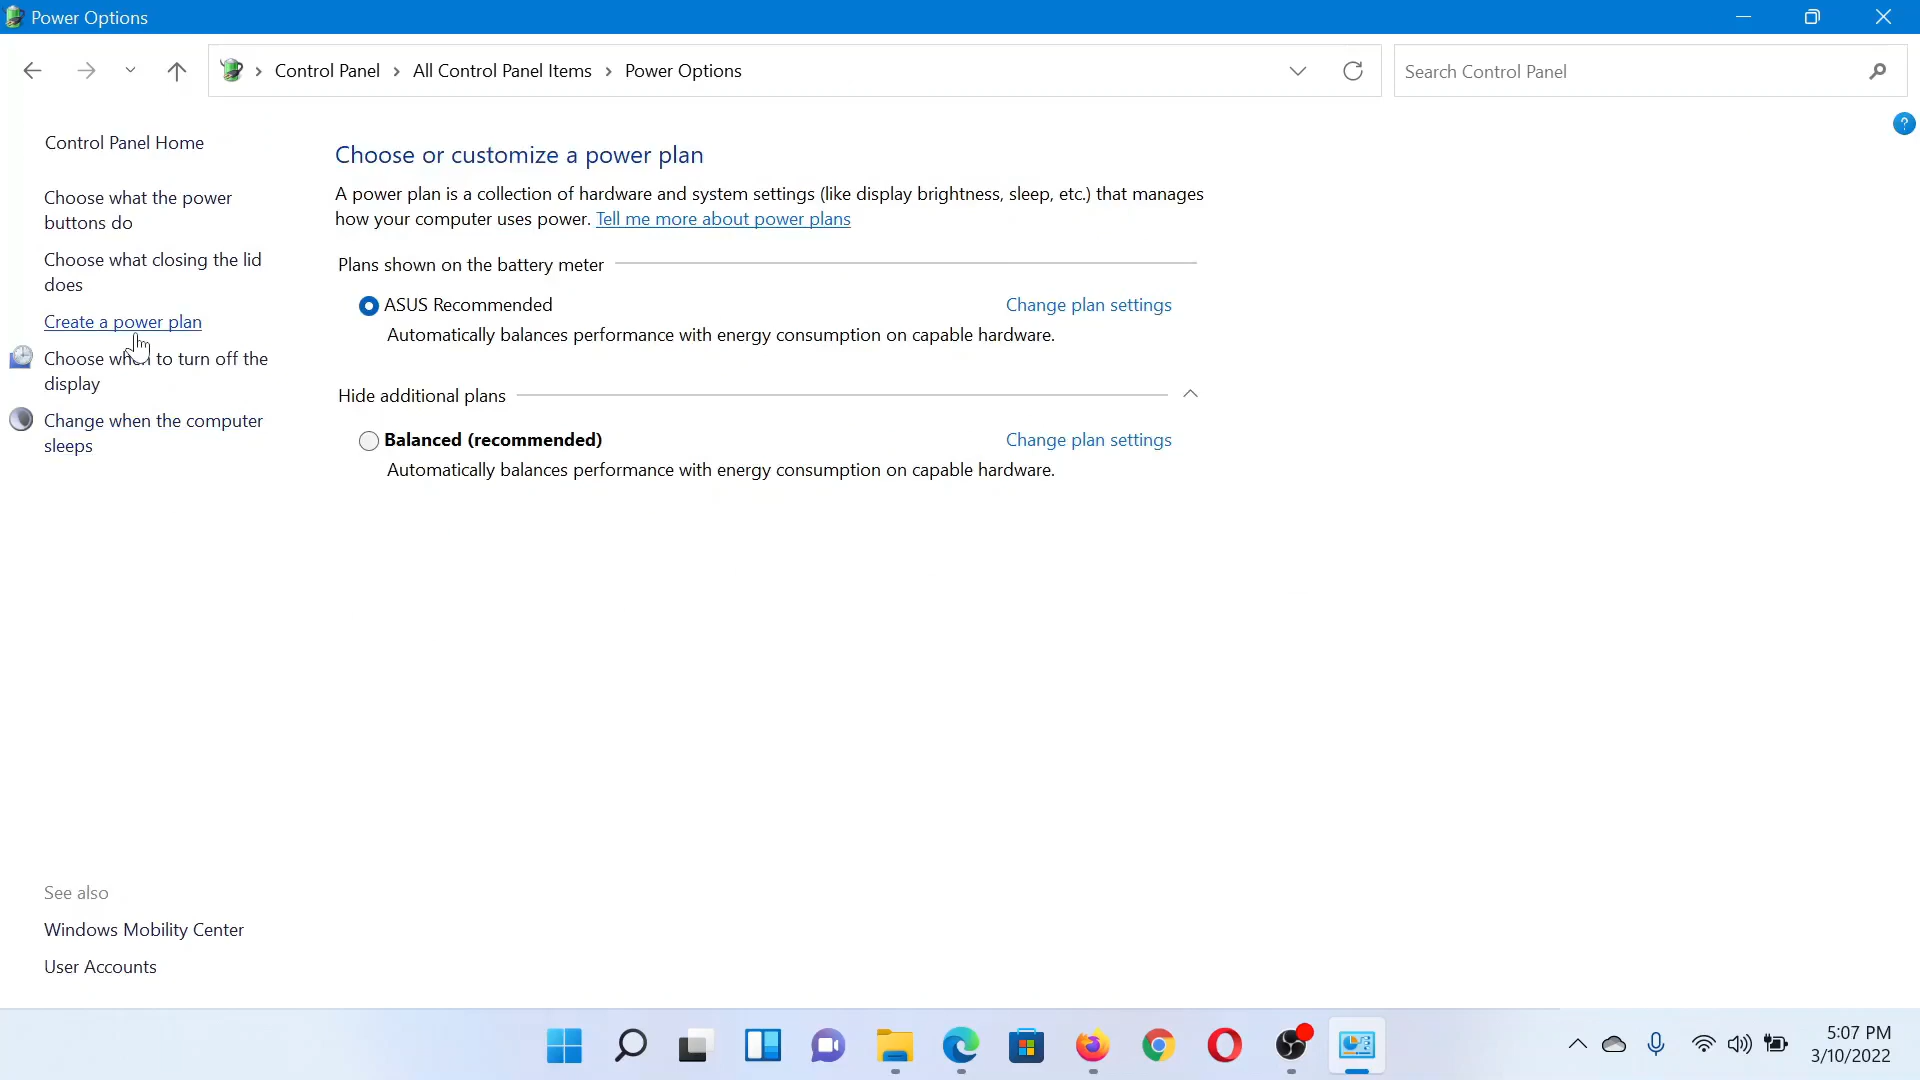 Power Options
Control Panel > All Control Panel Items > Power Options
Search Control Panel
Control Panel Home
Choose what the power
buttons do
Choose what closing the lid
does
Create a power plan
Choose when to turn off the
display
Change when the computer
sleeps
Choose or customize a power plan
A power plan is a collection of hardware and system settings (like display brightness, sleep, etc.) that manages
how your computer uses power. Tell me more about power plans
Plans shown on the battery meter
ASUS Recommended Change plan settings
Automatically balances performance with energy consumption on capable hardware.
Hide additional plans
Balanced (recommended) Change plan settings
Automatically balances performance with energy consumption on capable hardware.
See also
Windows Mobility Center
User Accounts
5:07 PM
3/10/2022